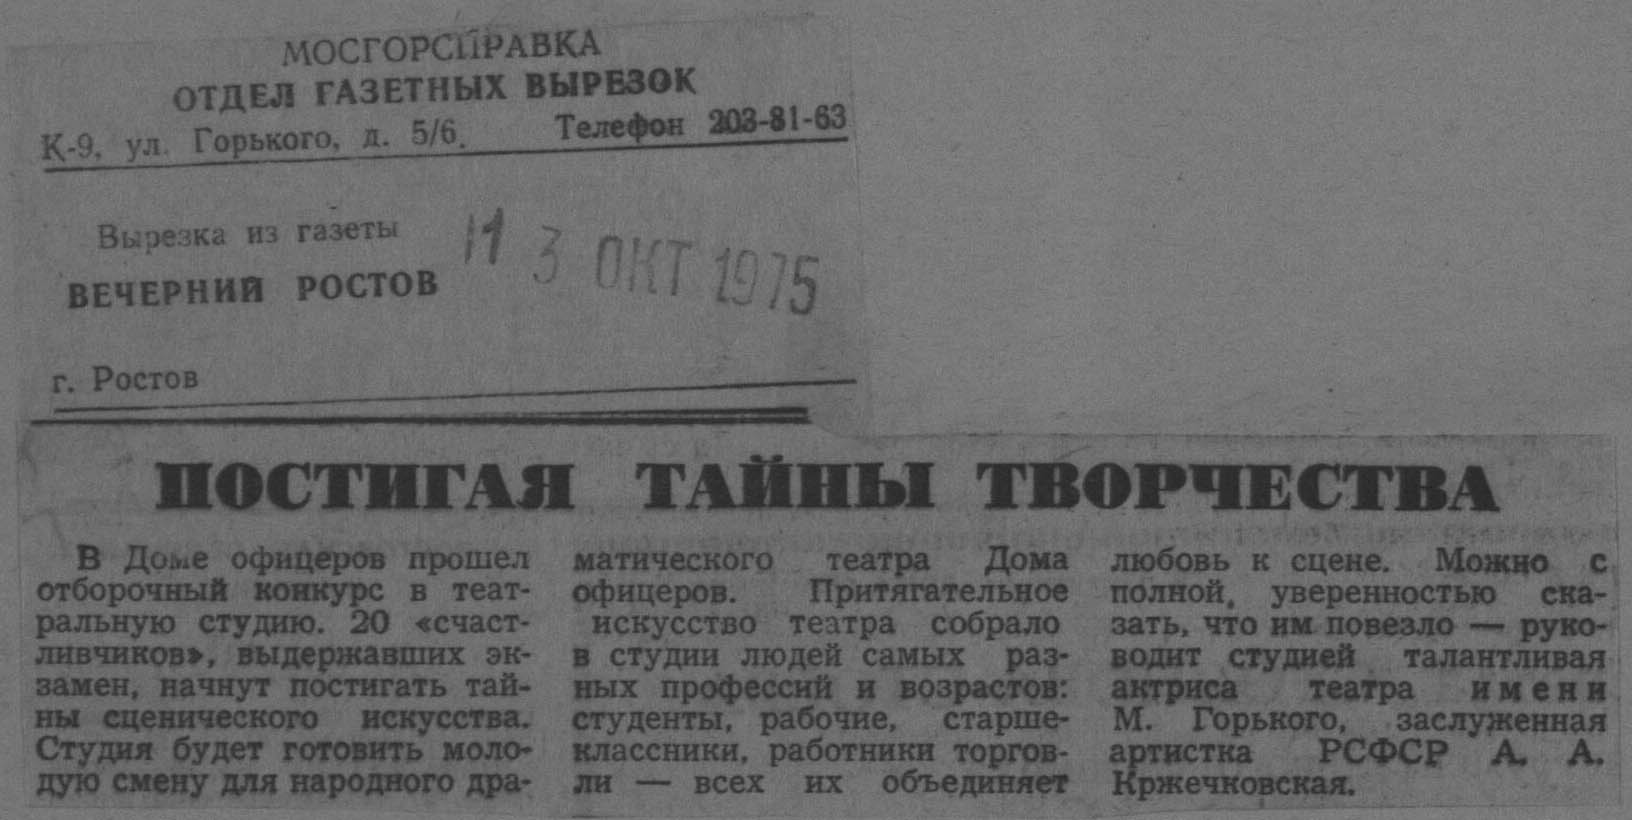 МОСГОРСПРАВКА
ОТДЕЛ ГАЗЕТНЫХ ВЫРЕЗОК
К-9, ул. Горького, д. 5/6. Телефон 203-81-63
Вырезка из газеты
ВЕЧЕРНИЙ РОСТОВ
3 ОКТ 1975
г. Ростов
ПОСТИГАЯ ТАЙНЫ ТВОРЧЕСТВА
В Доме офицеров прошел
отборочный конкурс в теат-
ральную студию. 20 «счаст-
ливчиков», выдержавших эк-
замен, начнут постигать тай-
ны сценического искусства.
Студия будет готовить моло-
дую смену для народного дра-
матического театра Дома
офицеров. Притягательное
искусство театра собрало
в студии людей самых раз-
ных профессий и возрастов:
студенты, рабочие, старше-
классники, работники торгов-
ли — всех их объединяет
любовь к сцене. Можно с
полной, уверенностью ска-
зать, что им повезло — руко-
водит студией талантливая
актриса театра имени
М. Горького, заслуженная
артистка РСФСР А. А.
Кржечковская.